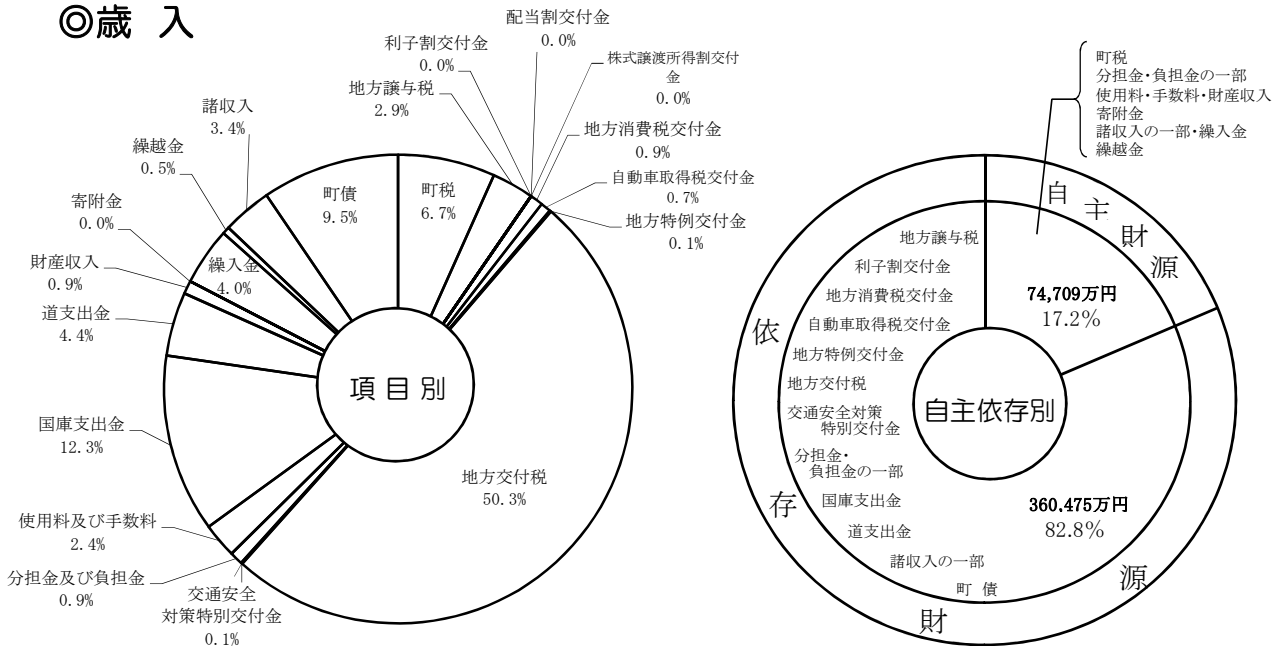 ◎歳 入
町税
6.7%
地方譲与税
2.9%
利子割交付金
0.0%
配当割交付金
0.0%
株式譲渡所得割交付
金
0.0%
地方消費税交付金
0.9%
自動車取得税交付金
0.7%
地方特例交付金
0.1%
地方交付税
50.3%
交通安全
対策特別交付金
0.1%
分担金及び負担金
0.9%
使用料及び手数料
2.4%
国庫支出金
12.3%
道支出金
4.4%
財産収入
0.9%
寄附金
0.0%
繰入金
4.0%
繰越金
0.5%
諸収入
3.4%
町債
9.5%
項目別
町税
分担金・負担金の一部
使用料・手数料・財産収入
寄附金
諸収入の一部・繰入金
繰越金
自主財源
74,709万円
17.2%
自主依存別
地方譲与税
利子割交付金
地方消費税交付金
自動車取得税交付金
地方特例交付金
地方交付税
交通安全対策
特別交付金
分担金・
負担金の一部
国庫支出金
道支出金
諸収入の一部
町 債
360,475万円
82.8%
依存財源